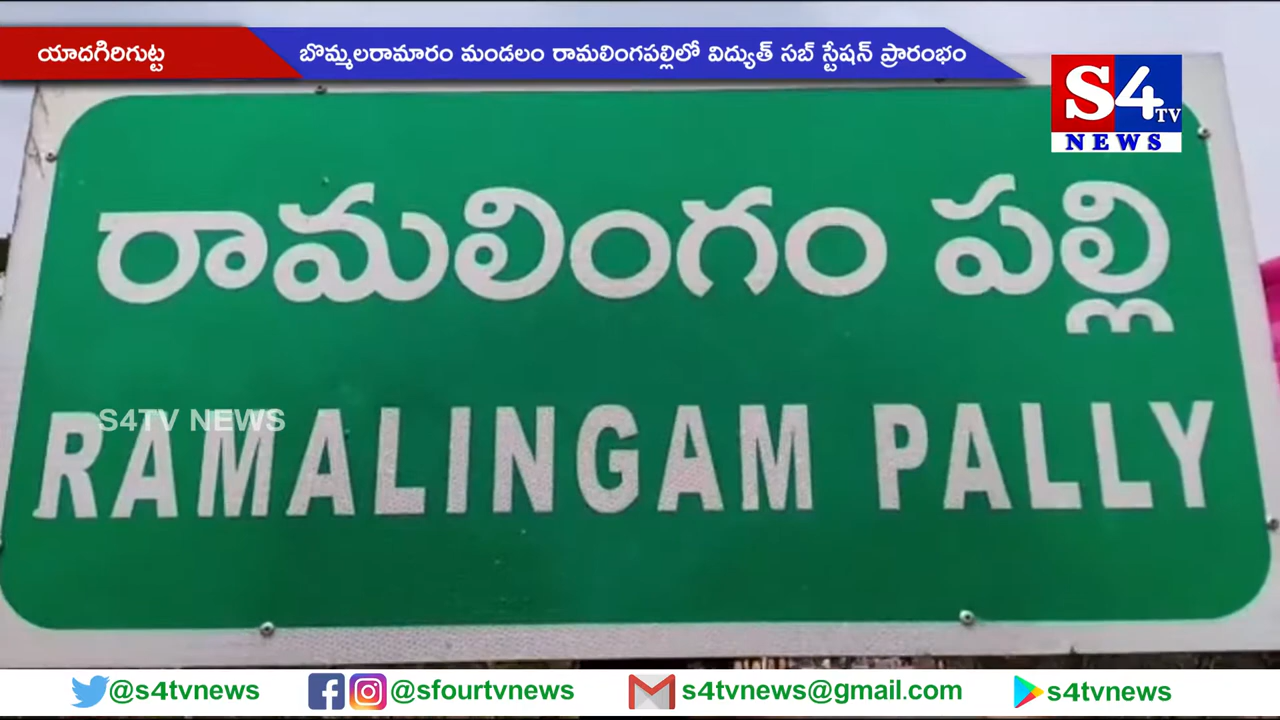 యాదగిరిగుట్ట
బొమ్మలరామారం మండలం రామలింగపల్లిలో విద్యుత్ సబ్ స్టేషన్ ప్రారంభం
S4
TV
NEWS
రామలింగం పల్లి
S4TV NEWS
RAMALINGAM PALLY
@s4tvnews @sfourtvnews s4tvnews@gmail.com s4tvnews